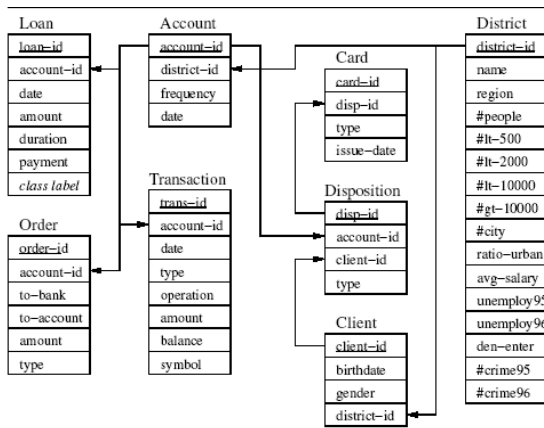 Loan
loan-id
account-id
date
amount
duration
payment
class label
Order
order-id
account-id
to-bank
to-account
amount
type
Account
account-id
district-id
frequency
date
Transaction
trans-id
account-id
date
type
operation
amount
balance
symbol
Card
card-id
disp-id
type
issue-date
Disposition
disp-id
account-id
client-id
type
Client
client-id
birthdate
gender
district-id
District
district-id
name
region
#people
#lt-500
#lt-2000
#lt-10000
#gt-10000
#city
ratio-urban
avg-salary
unemploy95
unemploy96
den-enter
#crime95
#crime96